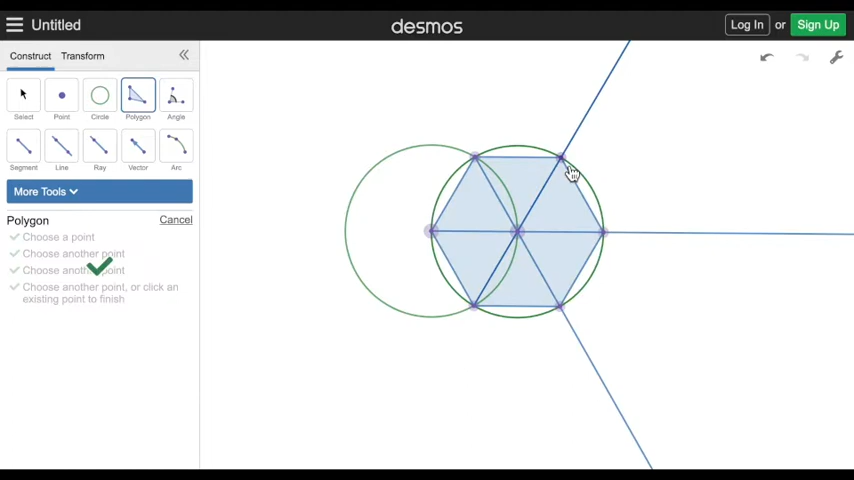 Untitled
desmos
Log In or Sign Up
Construct Transform
Select Point Circle Polygon Angle
Segment Line Ray Vector Arc
More Tools
Polygon Cancel
Choose a point
Choose another point
Choose another point
Choose another point, or click an
existing point to finish